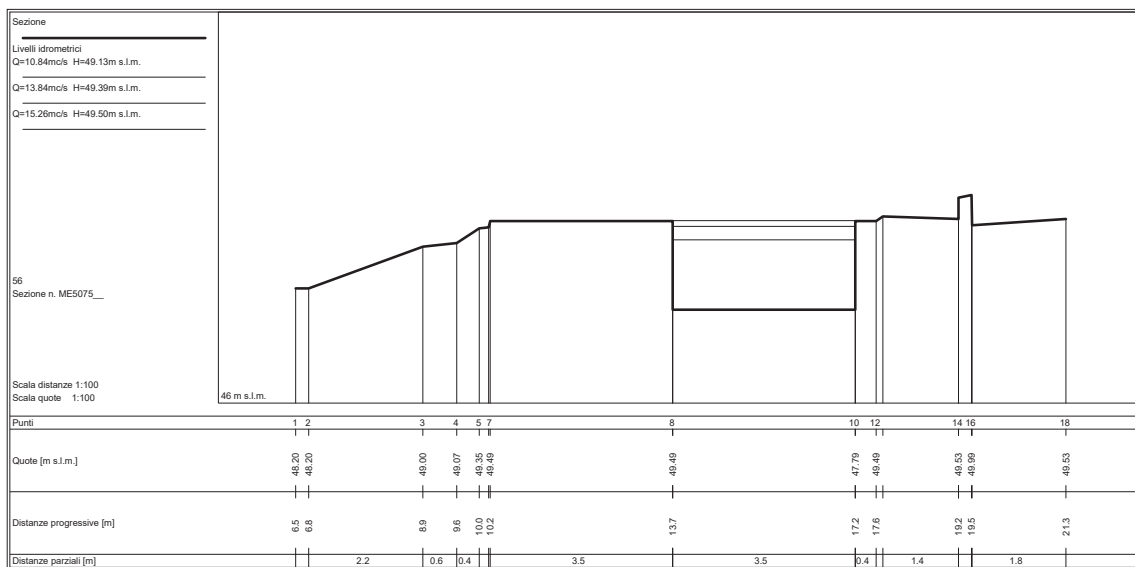 Sezione
Livelli idrometrici
Q=10.84mc/s H=49.13m s.l.m.
Q=13.84mc/s H=49.39m s.l.m.
Q=15.26mc/s H=49.50m s.l.m.
56
Sezione n. ME5075__
Scala distanze 1:100
Scala quote 1:100
46 m s.l.m.
Punti 1 2 3 4 5 7 8 10 12 14 16 18
Quote [m s.l.m.] 48.20 48.20 49.00 49.07 49.35 49.49 49.49 47.79 49.49 49.53 49.99 49.53
Distanze progressive [m] 6.5 6.8 8.9 9.6 10.0 10.2 13.7 17.2 17.6 19.2 19.5 21.3
Distanze parziali [m] 2.2 0.6 0.4 3.5 3.5 0.4 1.4 1.8